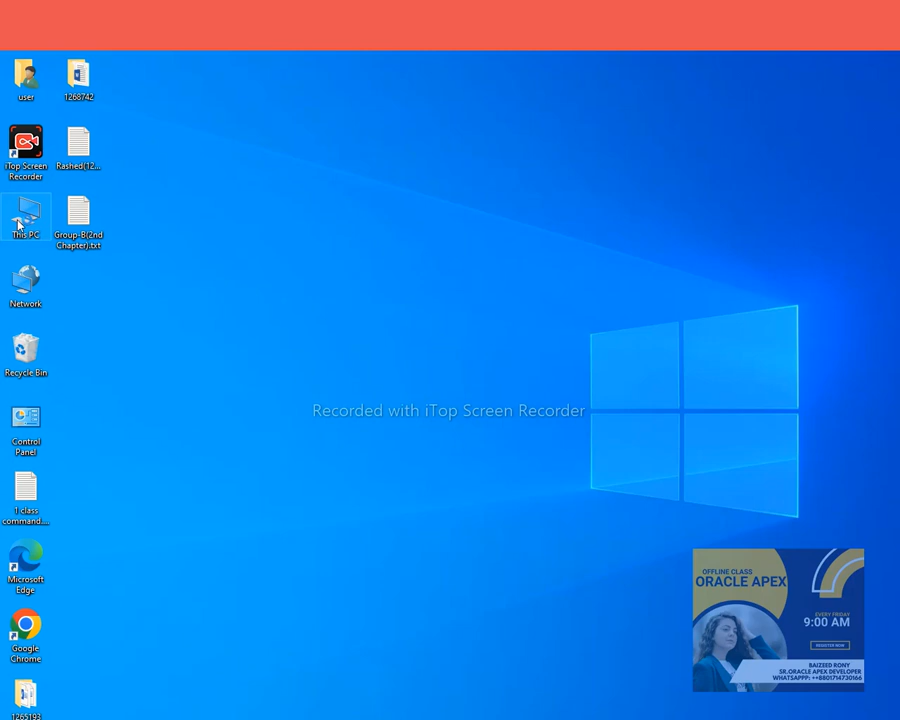 user
1268742
iTop Screen
Recorder
Rashed(12...
This PC
Group-B(2nd
Chapter).txt
Network
Recycle Bin
Control
Panel
1 class
command....
Microsoft
Edge
Google
Chrome
1265193
Recorded with iTop Screen Recorder
OFFLINE CLASS
ORACLE APEX
EVERY FRIDAY
9:00 AM
REGISTER NOW
BAIZEED RONY
SR.ORACLE APEX DEVELOPER
WHATSAPPP: ++8801714730166